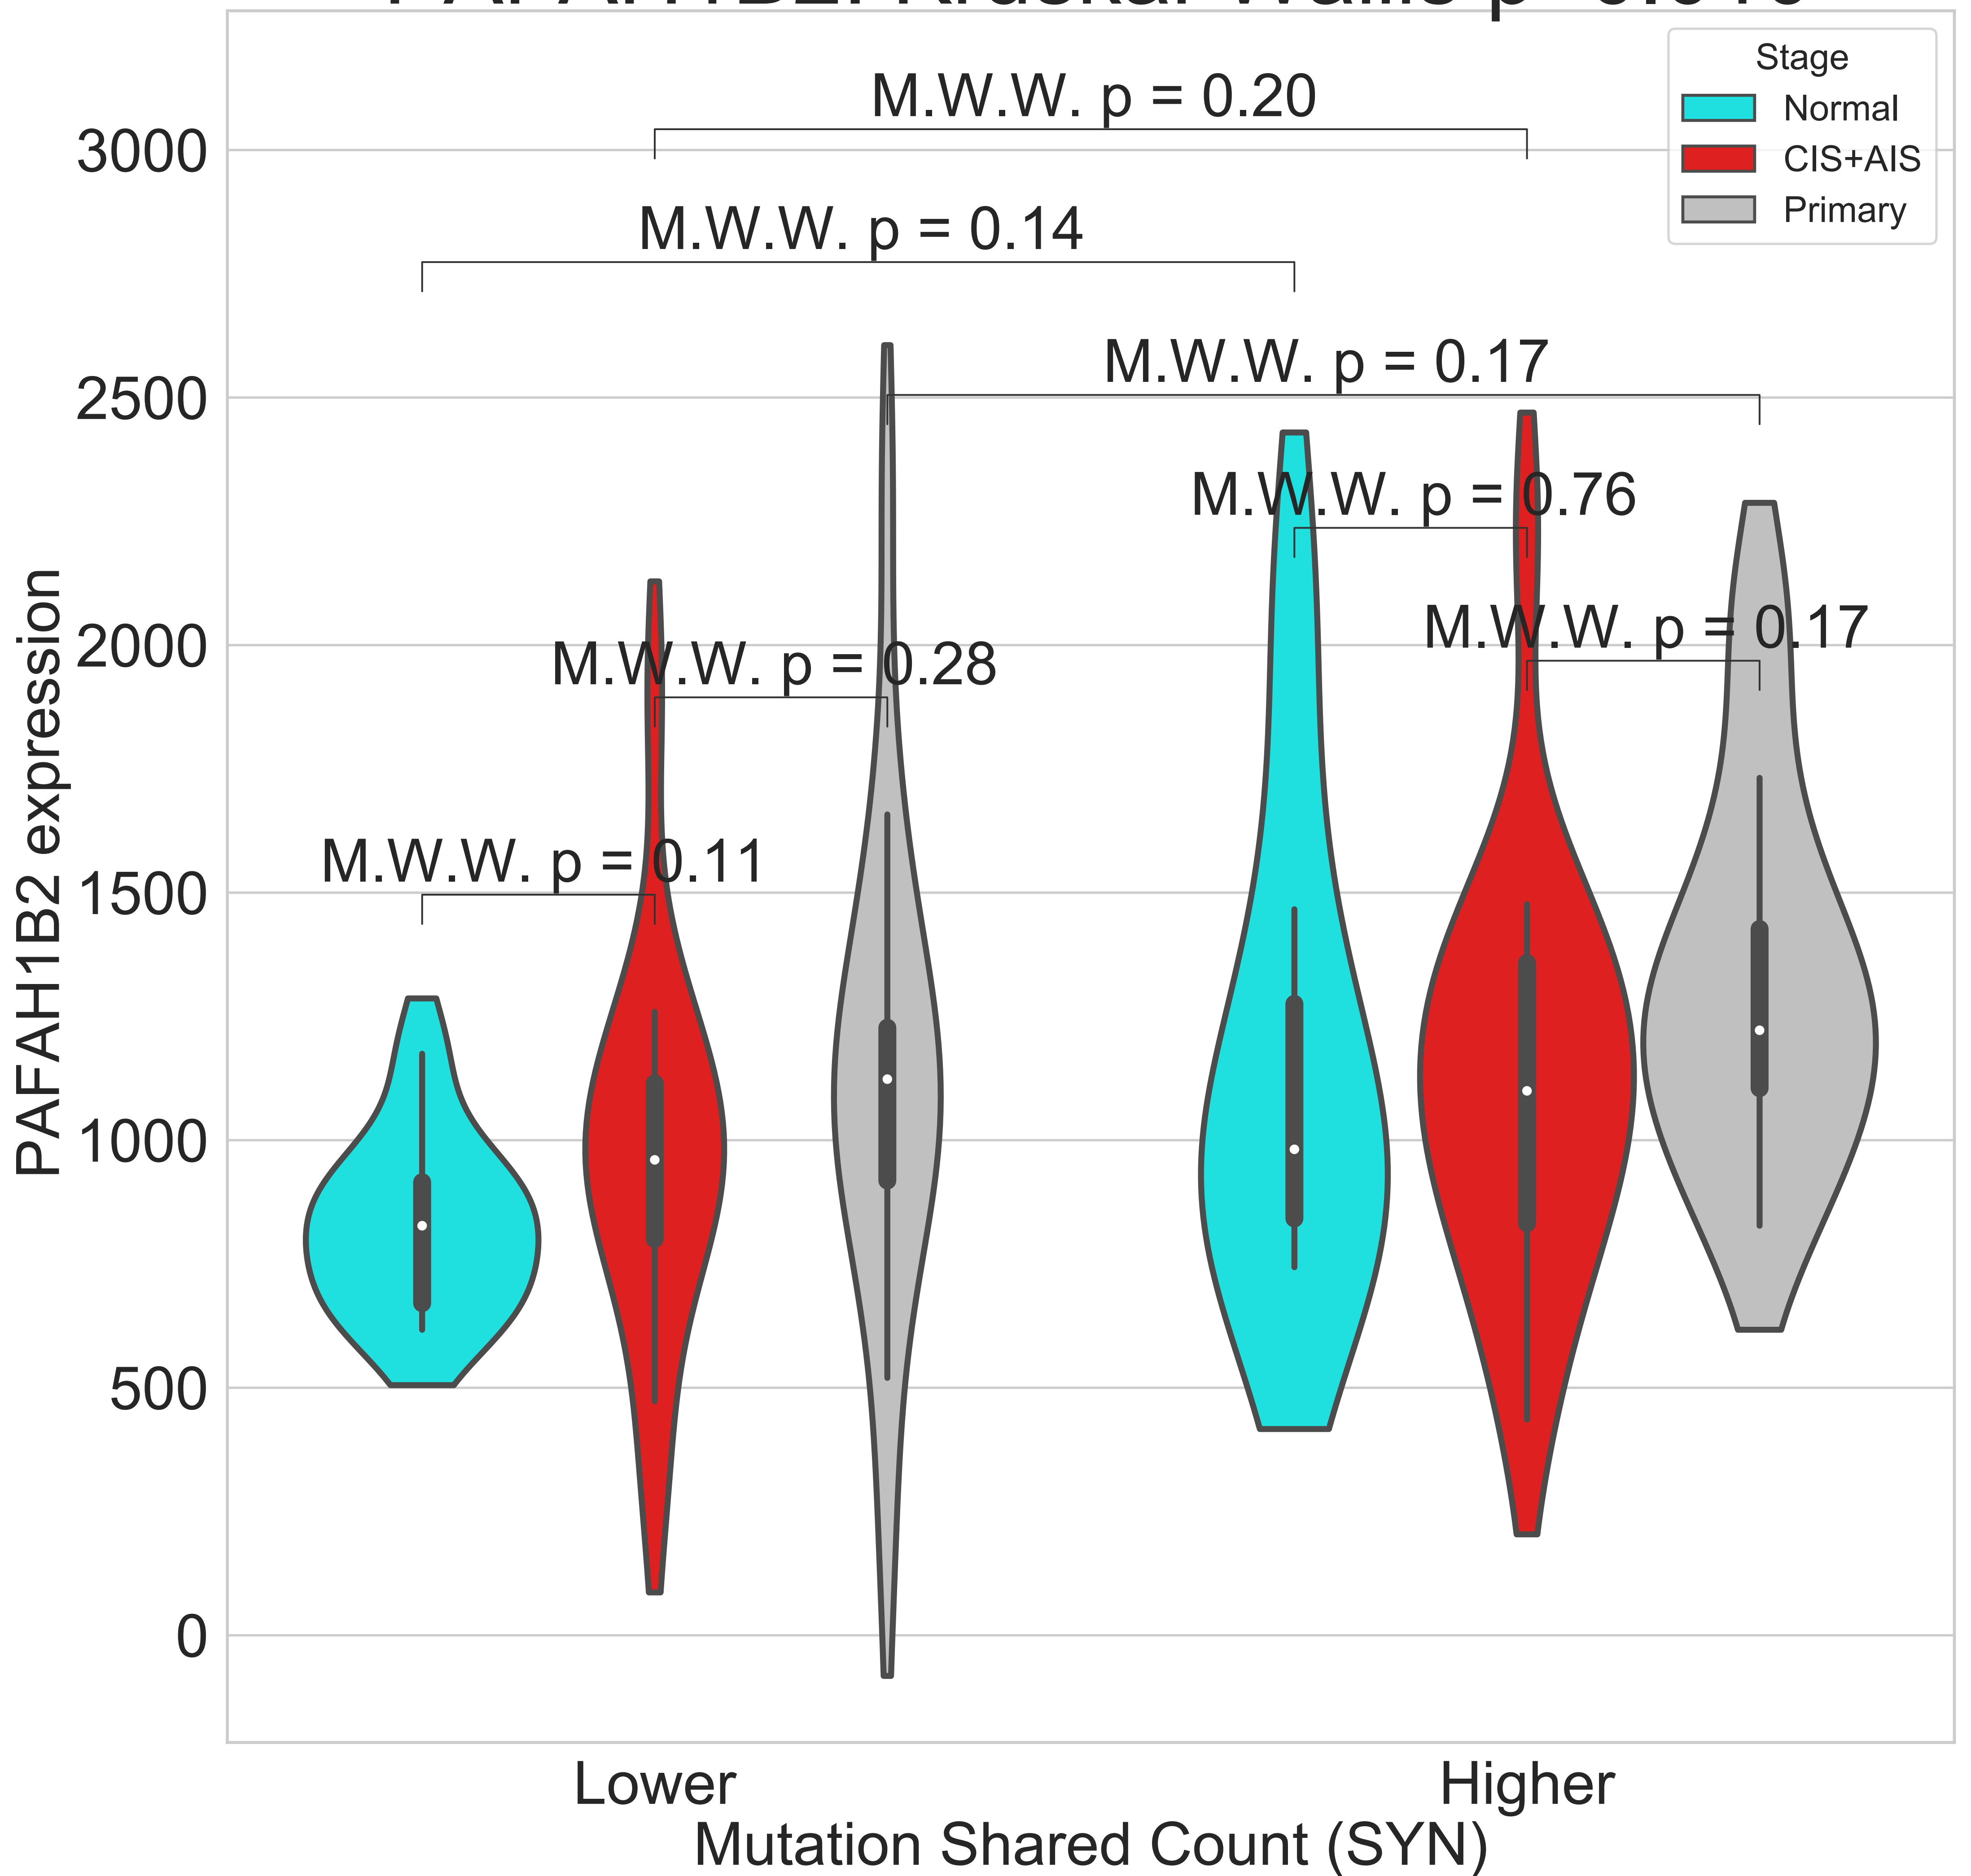 Stage
Normal
CIS+AIS
Primary
M.W.W. p = 0.20
M.W.W. p = 0.14
M.W.W. p = 0.17
M.W.W. p = 0.76
M.W.W. p = 0.17
M.W.W. p = 0.28
M.W.W. p = 0.11
3000
2500
2000
1500
1000
500
0
PAFAH1B2 expression
Lower
Higher
Mutation Shared Count (SYN)